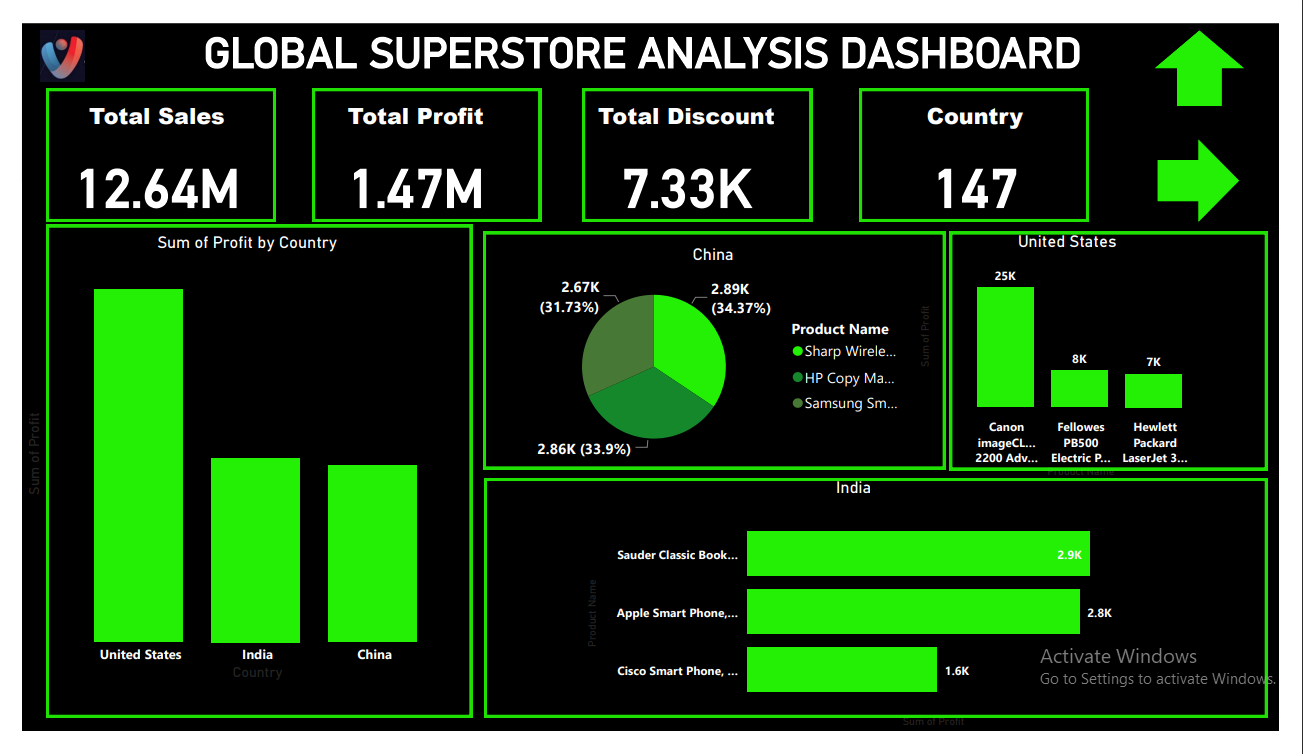 GLOBAL SUPERSTORE ANALYSIS DASHBOARD
Total Sales
12.64M
Total Profit
1.47M
Total Discount
7.33K
Country
147
Sum of Profit by Country
Sum of Profit
United States
India
China
Country
China
2.67K
(31.73%)
2.89K
(34.37%)
2.86K (33.9%)
Product Name
Sharp Wirele...
HP Copy Ma...
Samsung Sm...
United States
Sum of Profit
25K
8K
7K
Canon
imageCL...
2200 Adv...
Fellowes
PB500
Electric P...
Hewlett
Packard
LaserJet 3...
Product Name
India
Product Name
Sauder Classic Book...
2.9K
Apple Smart Phone,...
2.8K
Cisco Smart Phone, ...
1.6K
Sum of Profit
Activate Windows
Go to Settings to activate Windows.